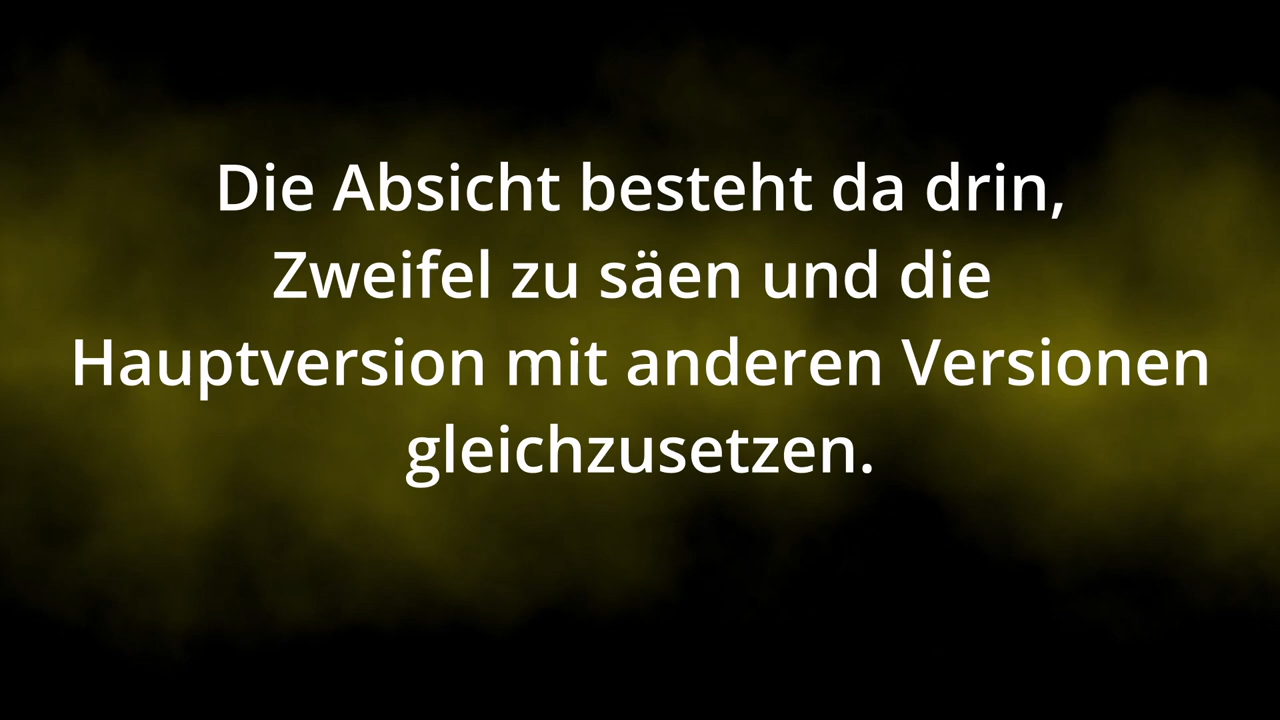 Die Absicht besteht da drin,
Zweifel zu säen und die
Hauptversion mit anderen Versionen
gleichzusetzen.